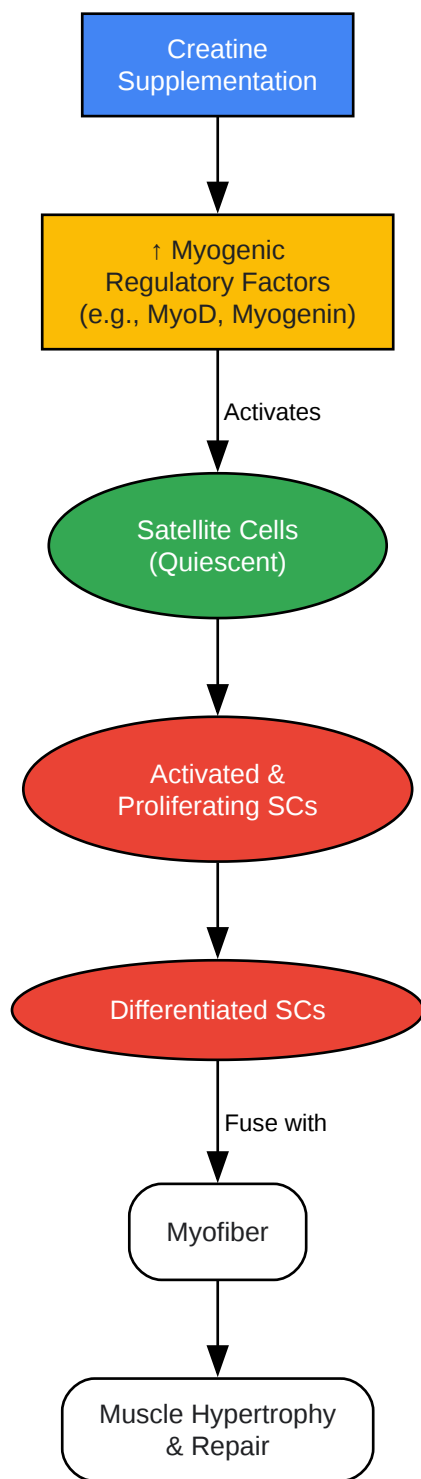 Creatine
Supplementation
↑ Myogenic
Regulatory Factors
(e.g., MyoD, Myogenin)
Activates
Satellite Cells
(Quiescent)
Activated &
Proliferating SCs
Differentiated SCs
Fuse with
Myofiber
Muscle Hypertrophy
& Repair